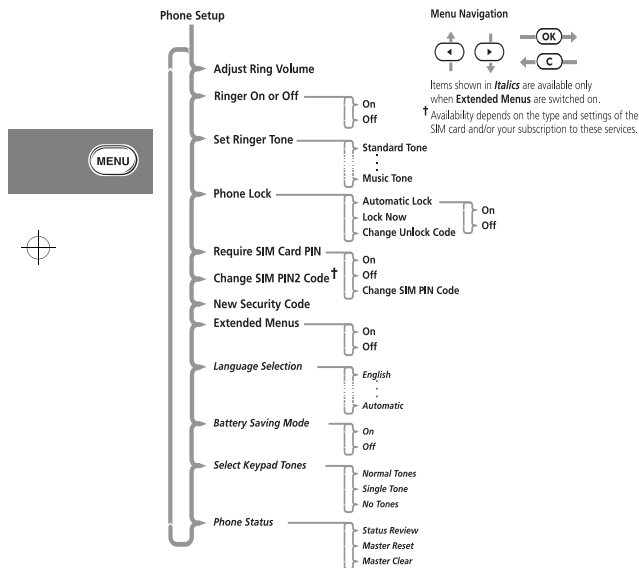 Phone Setup
Adjust Ring Volume
Ringer On or Off
On
Off
Set Ringer Tone
Standard Tone
Music Tone
Phone Lock
Automatic Lock
On
Off
Lock Now
Change Unlock Code
Require SIM Card PIN
On
Off
Change SIM PIN Code
Change SIM PIN2 Code †
New Security Code
Extended Menus
On
Off
Language Selection
English
Automatic
Battery Saving Mode
On
Off
Select Keypad Tones
Normal Tones
Single Tone
No Tones
Phone Status
Status Review
Master Reset
Master Clear
MENU
Menu Navigation
OK
C
Items shown in Italics are available only
when Extended Menus are switched on.
† Availability depends on the type and settings of the
SIM card and/or your subscription to these services.